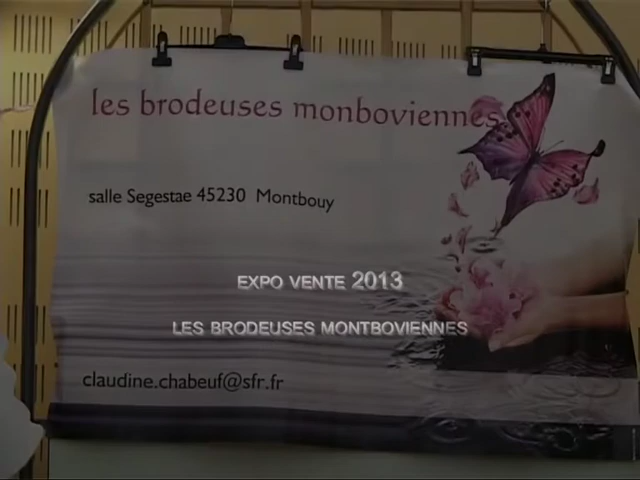 les brodeuses monboviennes
salle Segestae 45230 Montbouy
EXPO VENTE 2013
LES BRODEUSES MONTBOVIENNES
claudine.chabeuf@sfr.fr